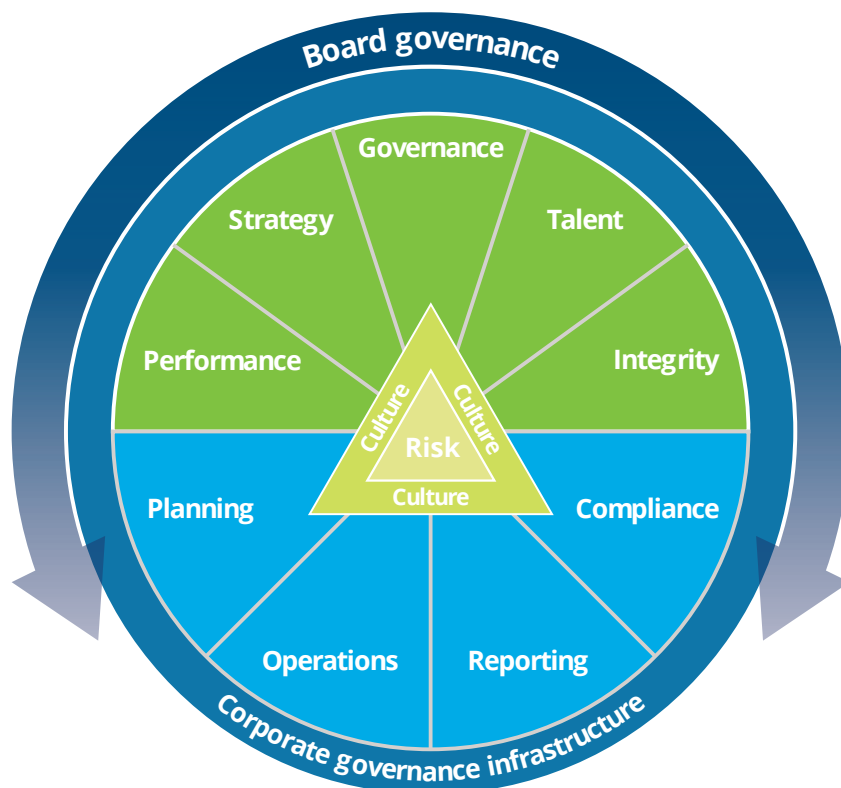 Board governance
Governance
Strategy
Talent
Performance
Integrity
Culture
Culture
Risk
Culture
Planning
Compliance
Operations
Reporting
Corporate governance infrastructure